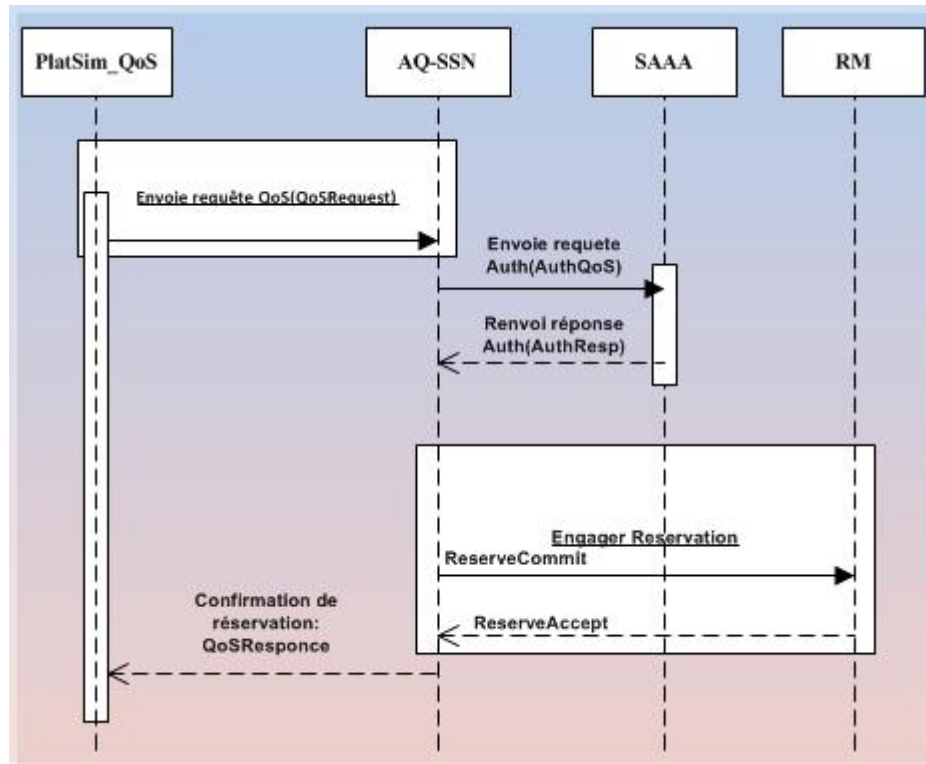 PlatSim_QoS
AQ-SSN
SAAA
RM
Envoie requête QoS(QoSRequest)
Envoie requete
Auth(AuthQoS)
Renvoi réponse
Auth(AuthResp)
Engager Reservation
ReserveCommit
Confirmation de
réservation:
QoSResponce
ReserveAccept